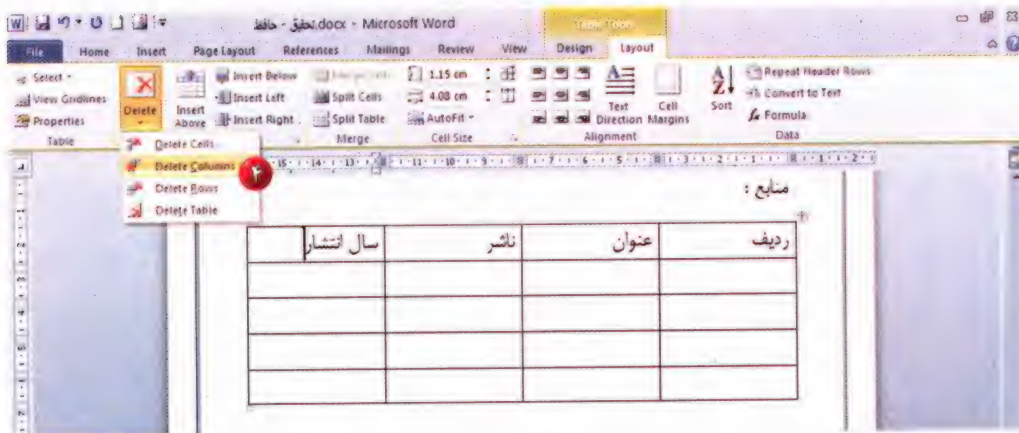 تحقیق - حافظ.docx - Microsoft Word
Table Tools
File Home Insert Page Layout References Mailings Review View Design Layout
Select
View Gridlines
Properties
Table
Delete
Insert Above
Insert Below
Insert Left
Insert Right
Merge Cells
Split Cells
Split Table
Merge
1.15 cm
4.08 cm
AutoFit
Cell Size
Text Direction
Cell Margins
Alignment
Sort
Repeat Header Rows
Convert to Text
Formula
Data
Delete Cells
Delete Columns
۴
Delete Rows
Delete Table
منابع :
ردیف عنوان ناشر سال انتشار